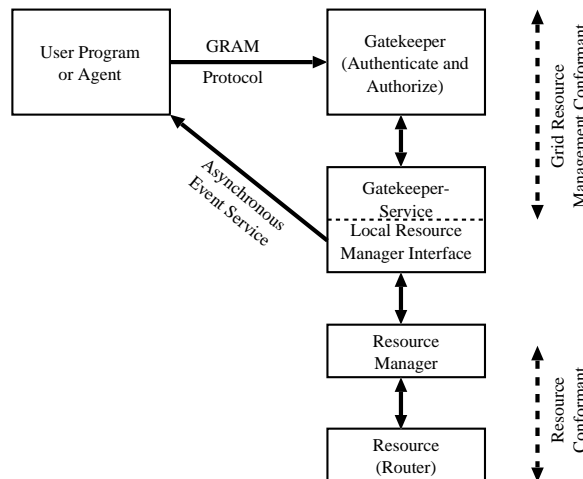 User Program
or Agent
GRAM
Protocol
Gatekeeper
(Authenticate and
Authorize)
Asynchronous
Event Service
Gatekeeper-
Service
Local Resource
Manager Interface
Resource
Manager
Resource
(Router)
Grid Resource
Management Conformant
Resource
Conformant